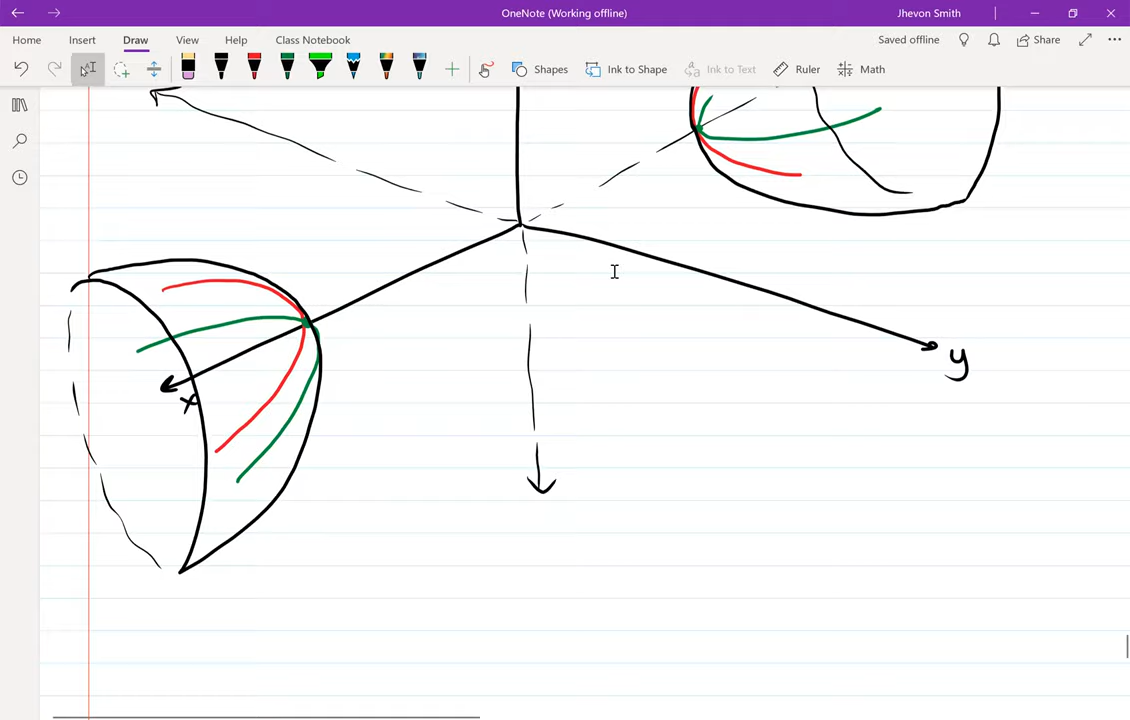 OneNote (Working offline)
Jhevon Smith
Home Insert Draw View Help Class Notebook
Saved offline Share
Shapes Ink to Shape Ink to Text Ruler Math
y
x